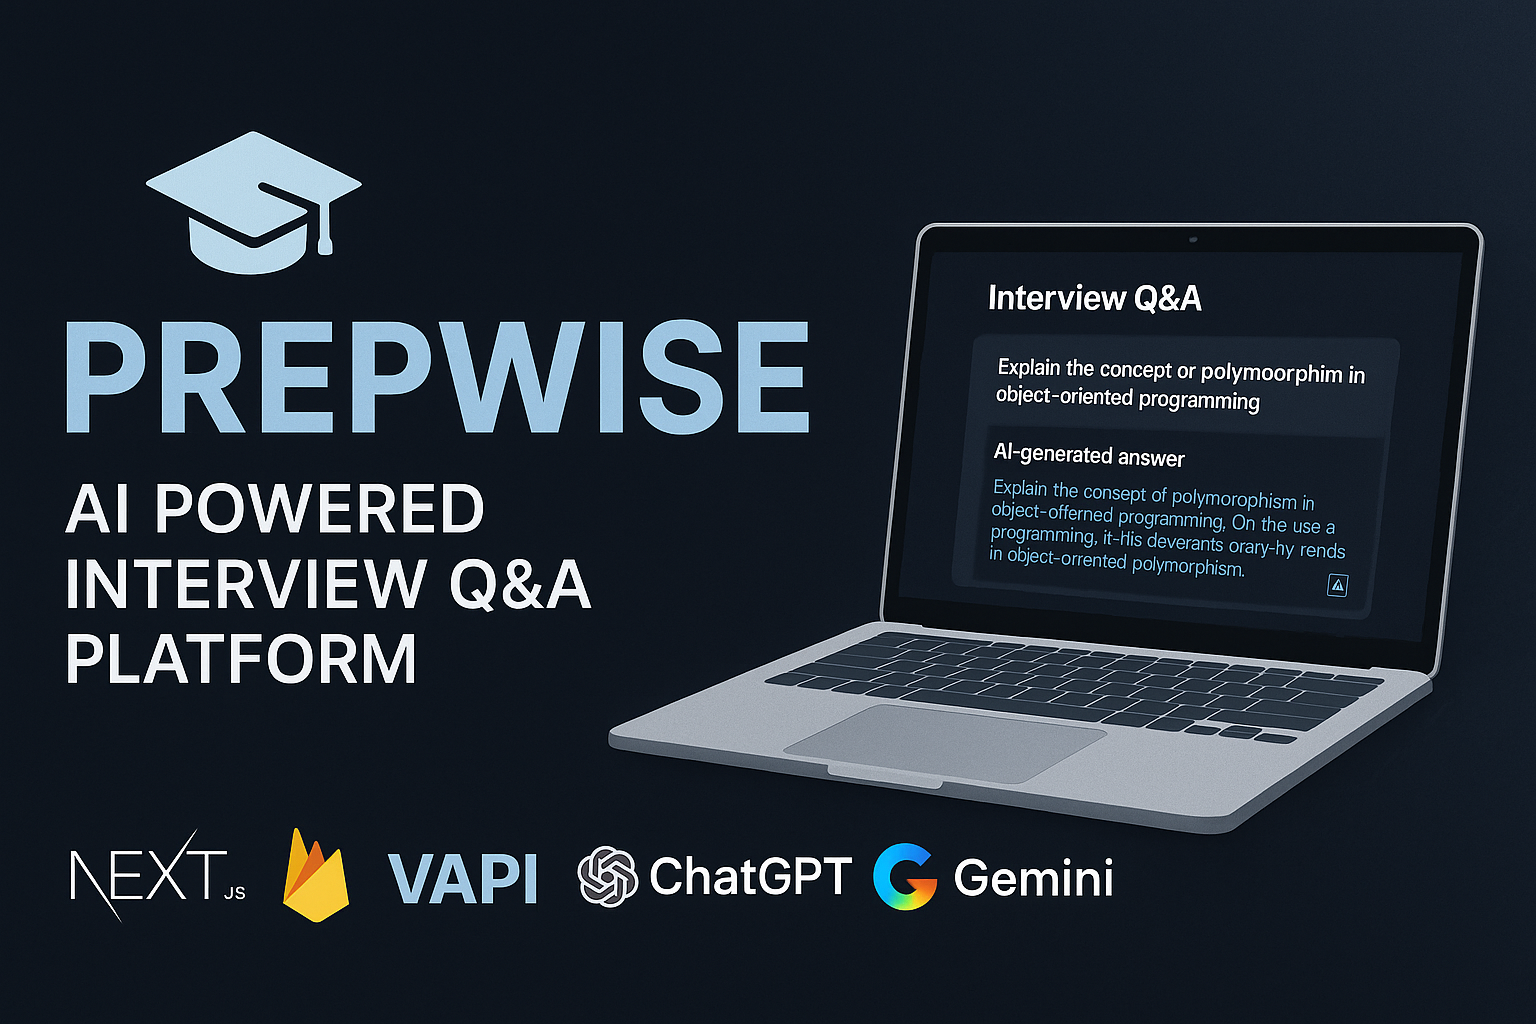 PREPWISE
AI POWERED
INTERVIEW Q&A
PLATFORM
Interview Q&A
Explain the concept or polymoorphim in
object-oriented programming
AI-generated answer
Explain the consept of polymorophism in
object-offerned programming, On the use a
programming, it-His deverants orary-hy rends
in object-orrented polymorphism.
NEXT.JS
VAPI
ChatGPT
Gemini